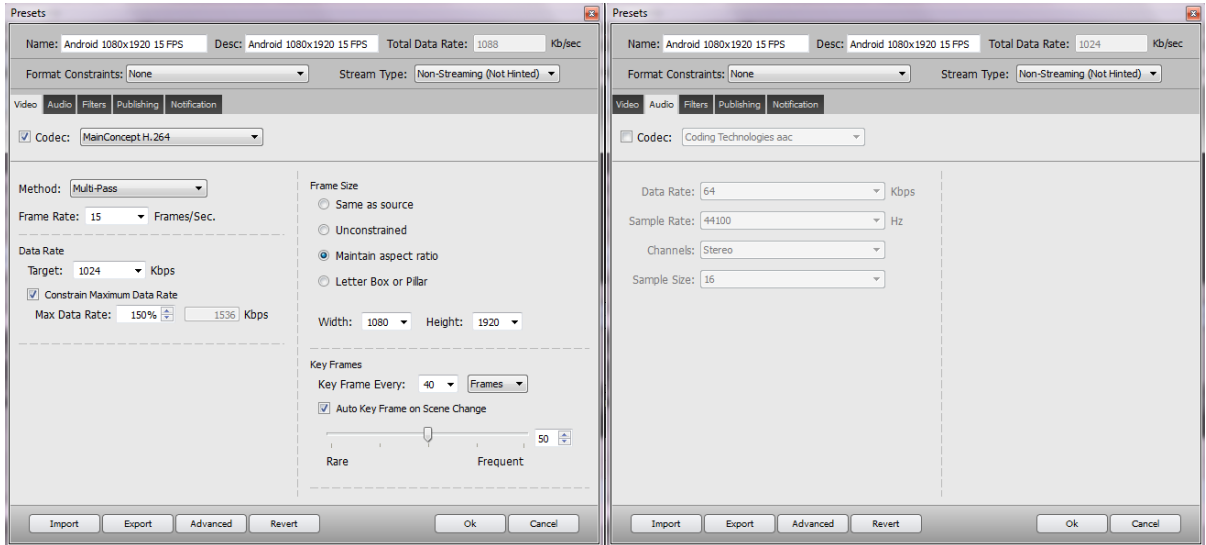 Presets
Name: Android 1080x1920 15 FPS Desc: Android 1080x1920 15 FPS Total Data Rate: 1088 Kb/sec
Format Constraints: None Stream Type: Non-Streaming (Not Hinted)
Video Audio Filters Publishing Notification
Codec: MainConcept H.264
Method: Multi-Pass
Frame Rate: 15 Frames/Sec.
Data Rate
Target: 1024 Kbps
Constrain Maximum Data Rate
Max Data Rate: 150% 1536 Kbps
Frame Size
Same as source
Unconstrained
Maintain aspect ratio
Letter Box or Pillar
Width: 1080 Height: 1920
Key Frames
Key Frame Every: 40 Frames
Auto Key Frame on Scene Change
50
Rare Frequent
Import Export Advanced Revert Ok Cancel
Presets
Name: Android 1080x1920 15 FPS Desc: Android 1080x1920 15 FPS Total Data Rate: 1024 Kb/sec
Format Constraints: None Stream Type: Non-Streaming (Not Hinted)
Video Audio Filters Publishing Notification
Codec: Coding Technologies aac
Data Rate: 64 Kbps
Sample Rate: 44100 Hz
Channels: Stereo
Sample Size: 16
Import Export Advanced Revert Ok Cancel